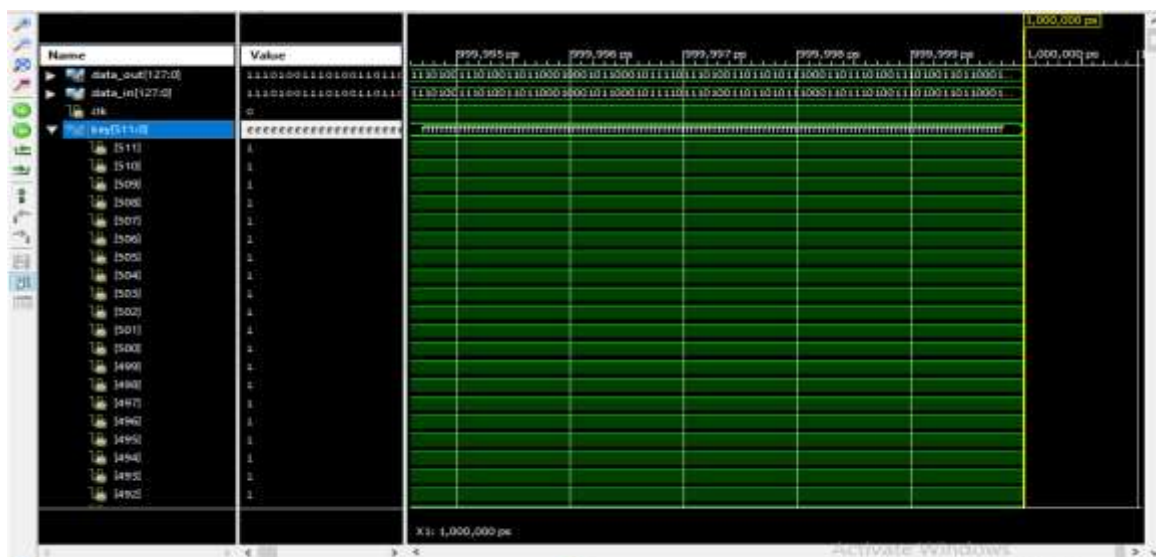 1,000,000 ps
Name Value
999,995 ps 999,996 ps 999,997 ps 999,998 ps 999,999 ps 1,000,000 ps
data_out[127:0]
data_in[127:0]
clk 0
key[511:0]
[511] 1
[510] 1
[509] 1
[508] 1
[507] 1
[506] 1
[505] 1
[504] 1
[503] 1
[502] 1
[501] 1
[500] 1
[499] 1
[498] 1
[497] 1
[496] 1
[495] 1
[494] 1
[493] 1
[492] 1
X1: 1,000,000 ps
Activate Windows